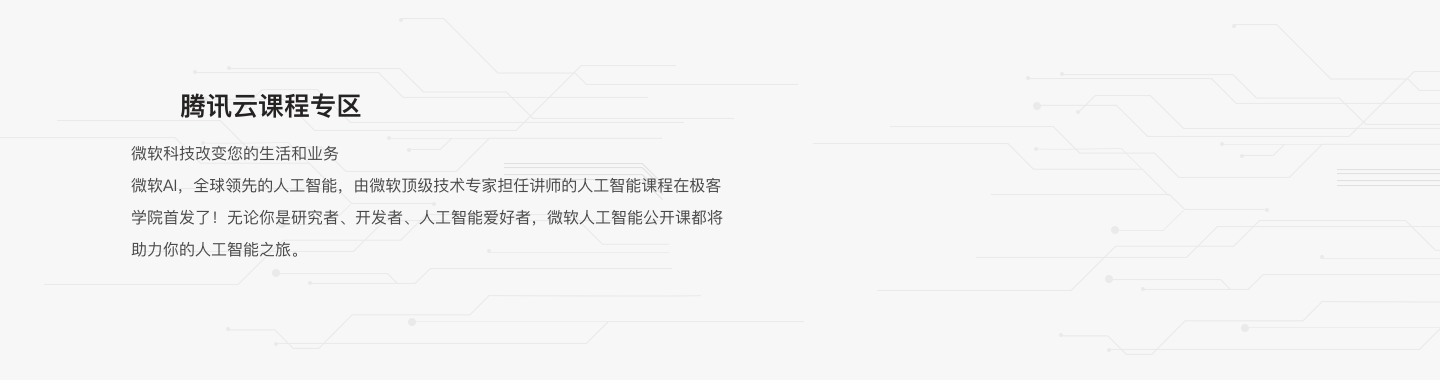 腾讯云课程专区
微软科技改变您的生活和业务
微软AI，全球领先的人工智能，由微软顶级技术专家担任讲师的人工智能课程在极客
学院首发了！无论你是研究者、开发者、人工智能爱好者，微软人工智能公开课都将
助力你的人工智能之旅。